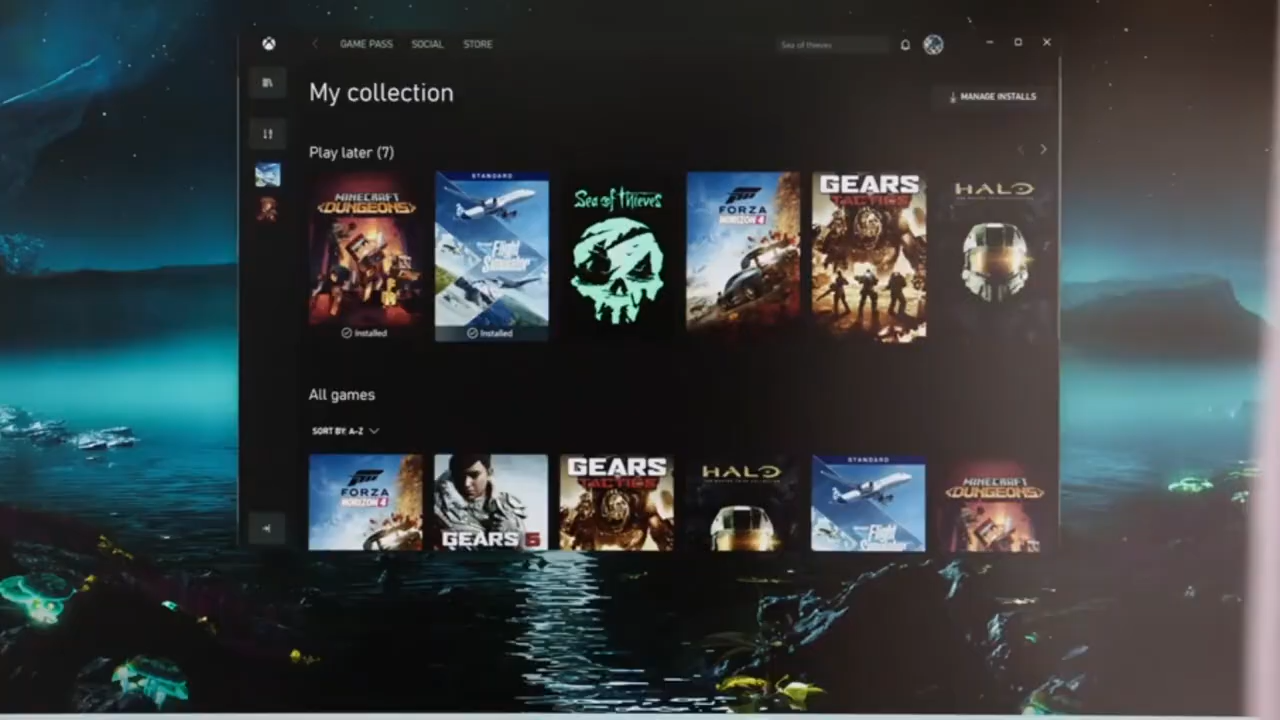 GAME PASS SOCIAL STORE Sea of thieves
My collection
MANAGE INSTALLS
Play later (7)
MINECRAFT DUNGEONS
Installed
STANDARD
Flight Simulator
Installed
Sea of Thieves
FORZA HORIZON 4
GEARS TACTICS
HALO
All games
SORT BY: A-Z
FORZA HORIZON 4
GEARS 5
GEARS TACTICS
HALO
STANDARD
Flight Simulator
MINECRAFT DUNGEONS